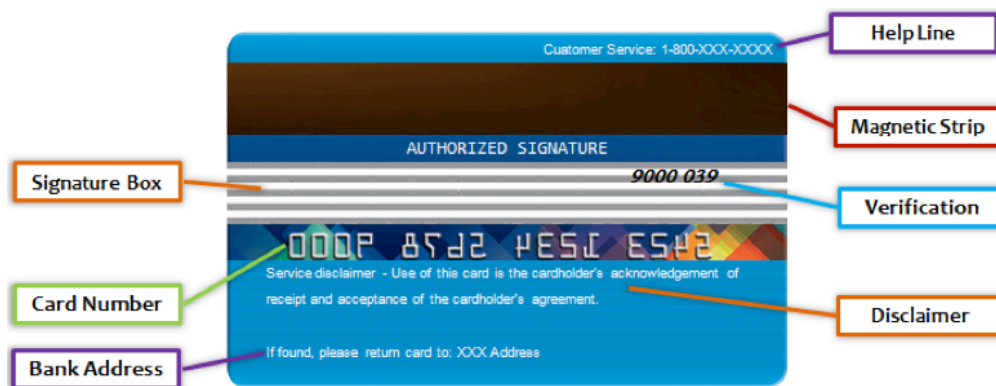 Customer Service: 1-800-XXX-XXXX
Help Line
Magnetic Strip
AUTHORIZED SIGNATURE
9000 039
Signature Box
Verification
Service disclaimer - Use of this card is the cardholder's acknowledgement of
receipt and acceptance of the cardholder's agreement.
Card Number
Disclaimer
If found, please return card to: XXX Address
Bank Address